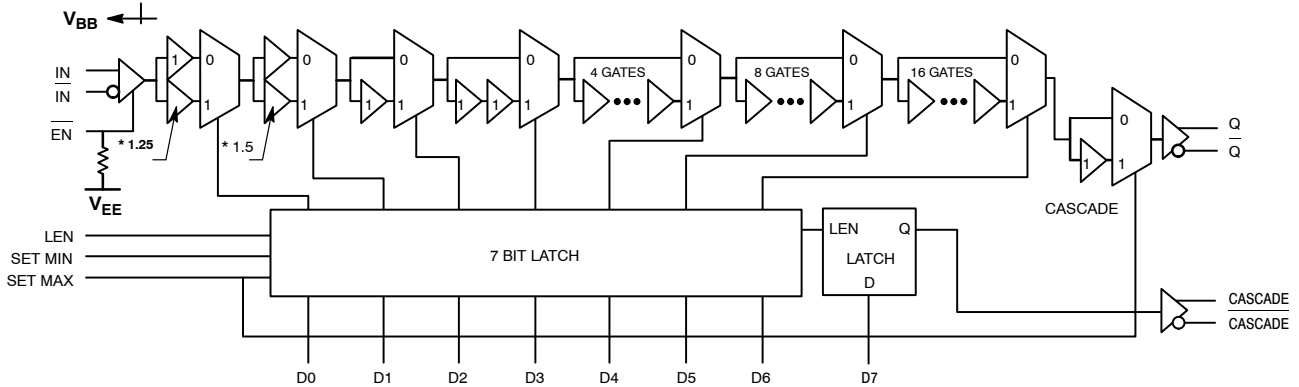 VBB
IN
IN
EN
VEE
1
0
1
* 1.25
0
1
* 1.5
0
1
1
0
1
1
1
0
1
4 GATES
0
1
8 GATES
0
1
16 GATES
0
1
1
CASCADE
Q
Q
LEN
SET MIN
SET MAX
7 BIT LATCH
LEN Q
LATCH
D
CASCADE
CASCADE
D0 D1 D2 D3 D4 D5 D6 D7